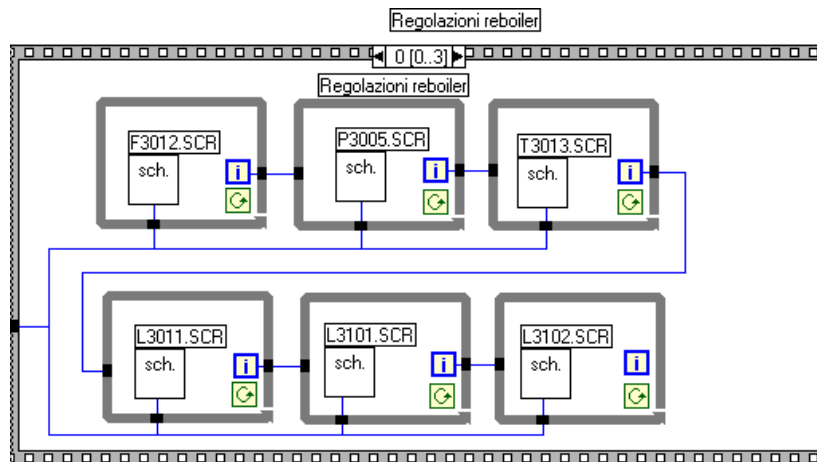 Regolazioni reboiler
0 [0..3]
Regolazioni reboiler
F3012.SCR
P3005.SCR
T3013.SCR
sch.
sch.
sch.
i
i
i
L3011.SCR
L3101.SCR
L3102.SCR
sch.
sch.
sch.
i
i
i